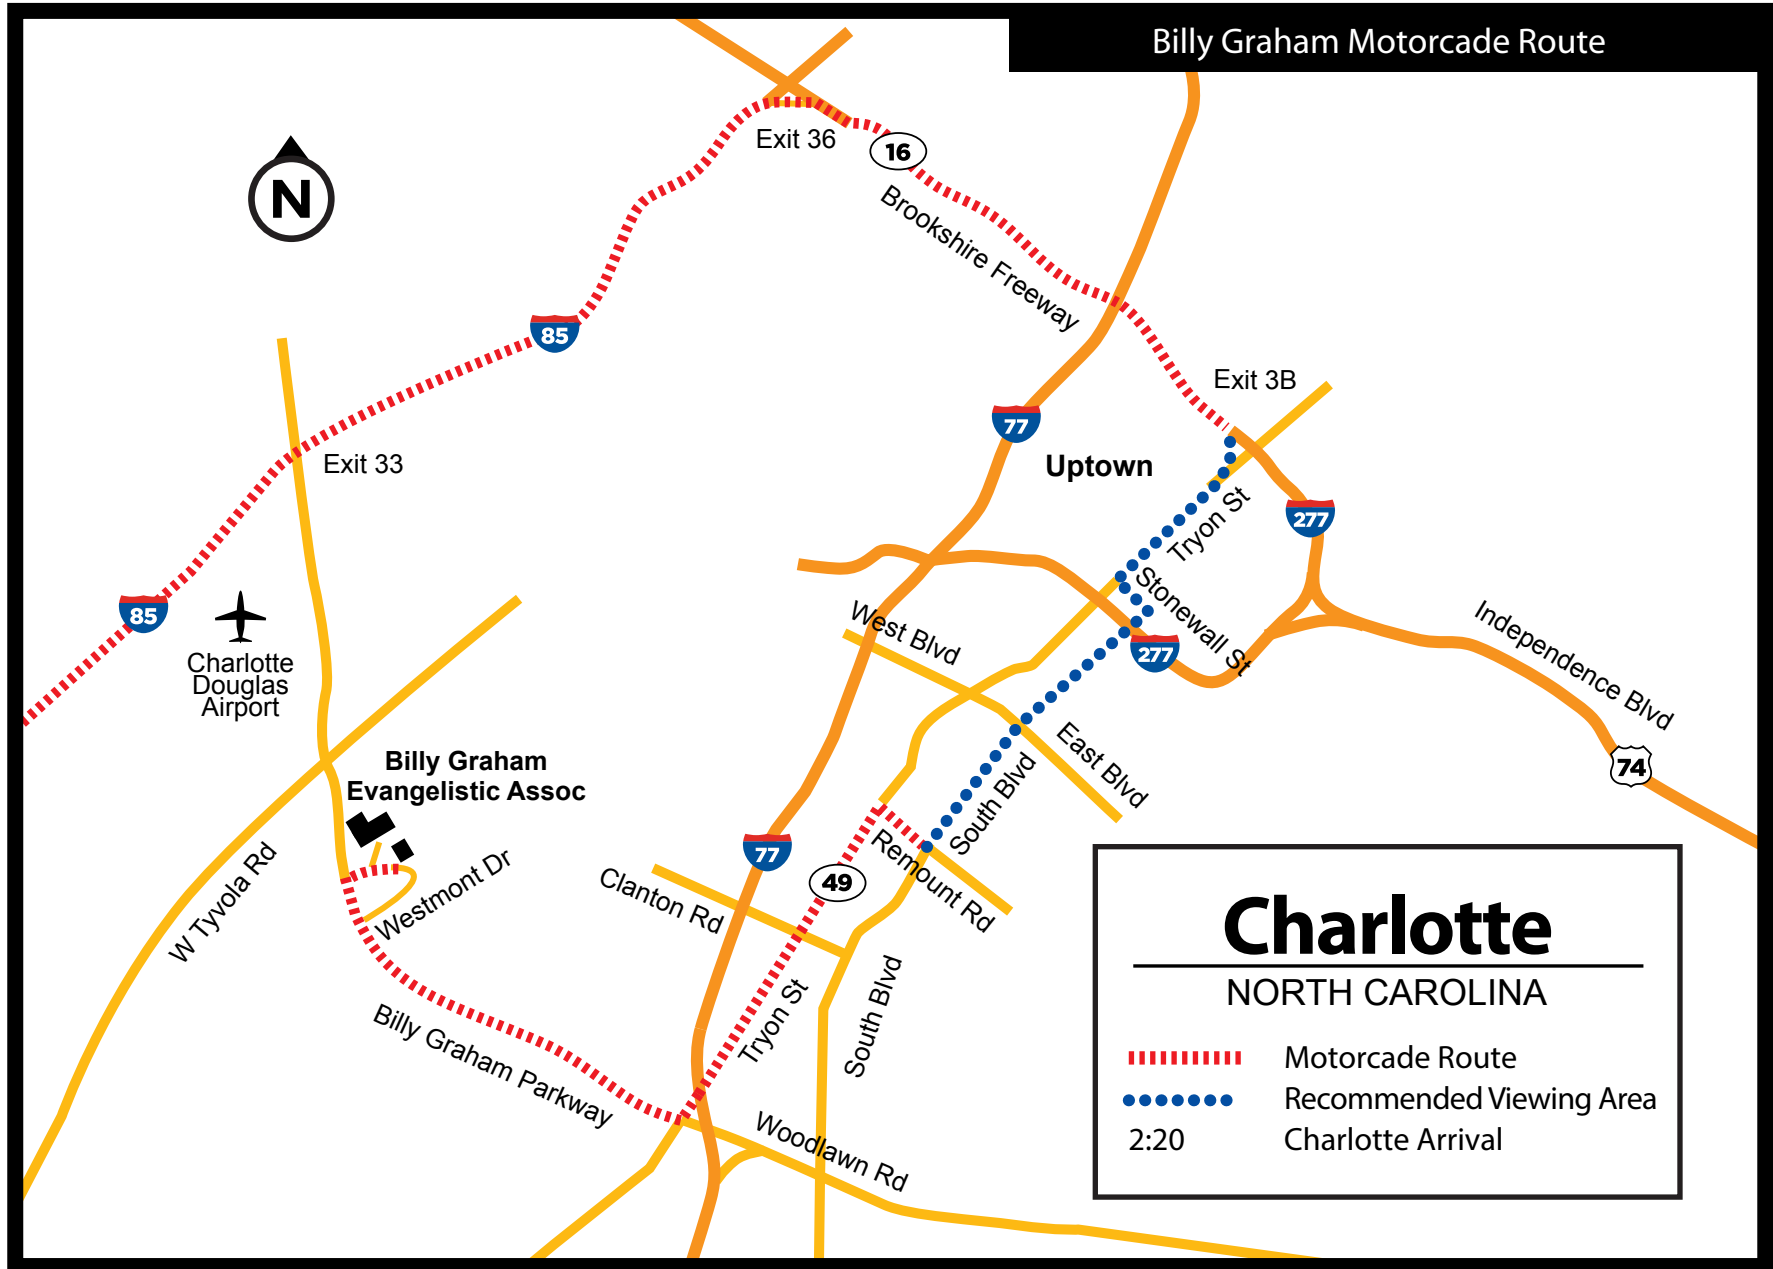 Billy Graham Motorcade Route
Exit 36
16
N
Brookshire Freeway
85
Exit 3B
77
Exit 33
Uptown
277
Tryon St
85
Stonewall St
Charlotte
Douglas
Airport
West Blvd
277
Independence Blvd
74
Billy Graham
Evangelistic Assoc
East Blvd
South Blvd
77
Remount Rd
49
W Tyvola Rd
Westmont Dr
Clanton Rd
Tryon St
South Blvd
Billy Graham Parkway
Woodlawn Rd
Charlotte
NORTH CAROLINA
Motorcade Route
Recommended Viewing Area
2:20 Charlotte Arrival